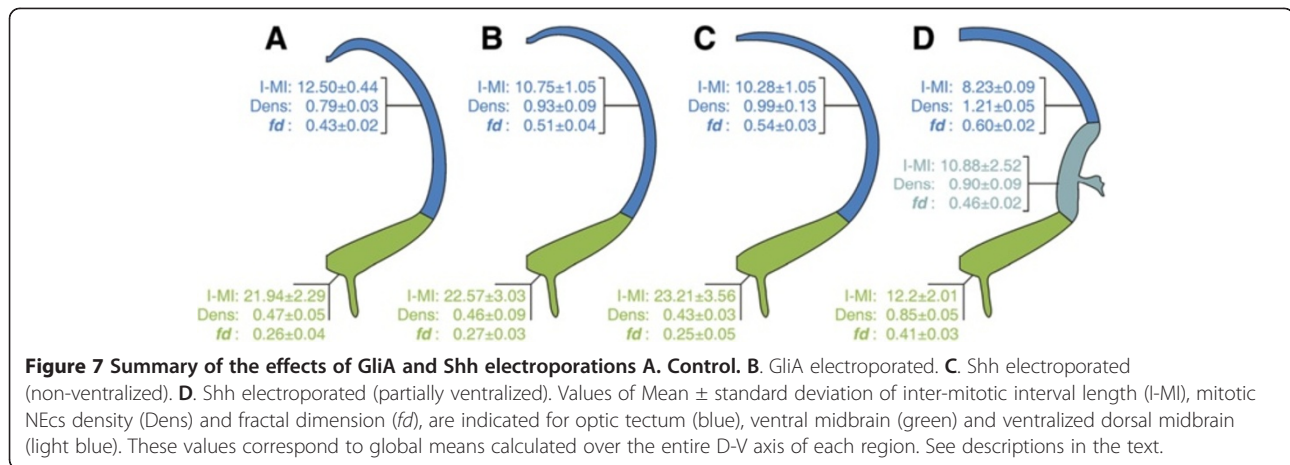 A
I-MI: 12.50±0.44
Dens: 0.79±0.03
fd : 0.43±0.02
B
I-MI: 10.75±1.05
Dens: 0.93±0.09
fd : 0.51±0.04
C
I-MI: 10.28±1.05
Dens: 0.99±0.13
fd : 0.54±0.03
D
I-MI: 8.23±0.09
Dens: 1.21±0.05
fd : 0.60±0.02
I-MI: 10.88±2.52
Dens: 0.90±0.09
fd : 0.46±0.02
I-MI: 21.94±2.29
Dens: 0.47±0.05
fd : 0.26±0.04
I-MI: 22.57±3.03
Dens: 0.46±0.09
fd : 0.27±0.03
I-MI: 23.21±3.56
Dens: 0.43±0.03
fd : 0.25±0.05
I-MI: 12.2±2.01
Dens: 0.85±0.05
fd : 0.41±0.03
Figure 7 Summary of the effects of GliA and Shh electroporations A. Control. B. GliA electroporated. C. Shh electroporated
(non-ventralized). D. Shh electroporated (partially ventralized). Values of Mean ± standard deviation of inter-mitotic interval length (I-MI), mitotic
NEcs density (Dens) and fractal dimension (fd), are indicated for optic tectum (blue), ventral midbrain (green) and ventralized dorsal midbrain
(light blue). These values correspond to global means calculated over the entire D-V axis of each region. See descriptions in the text.